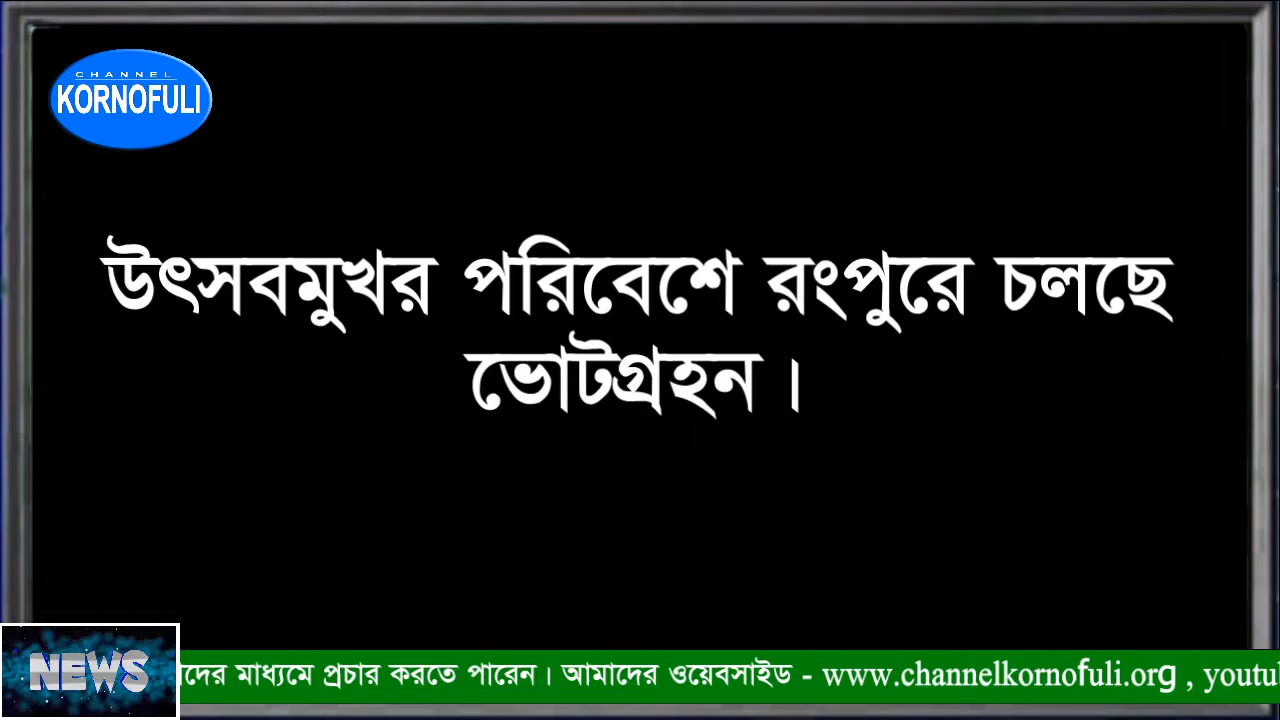 CHANNEL
KORNOFULI
উৎসবমুখর পরিবেশে রংপুরে চলছে
ভোটগ্রহন।
NEWS
মাধ্যমে প্রচার করতে পারেন। আমাদের ওয়েবসাইড - www.channelkornofuli.org ,